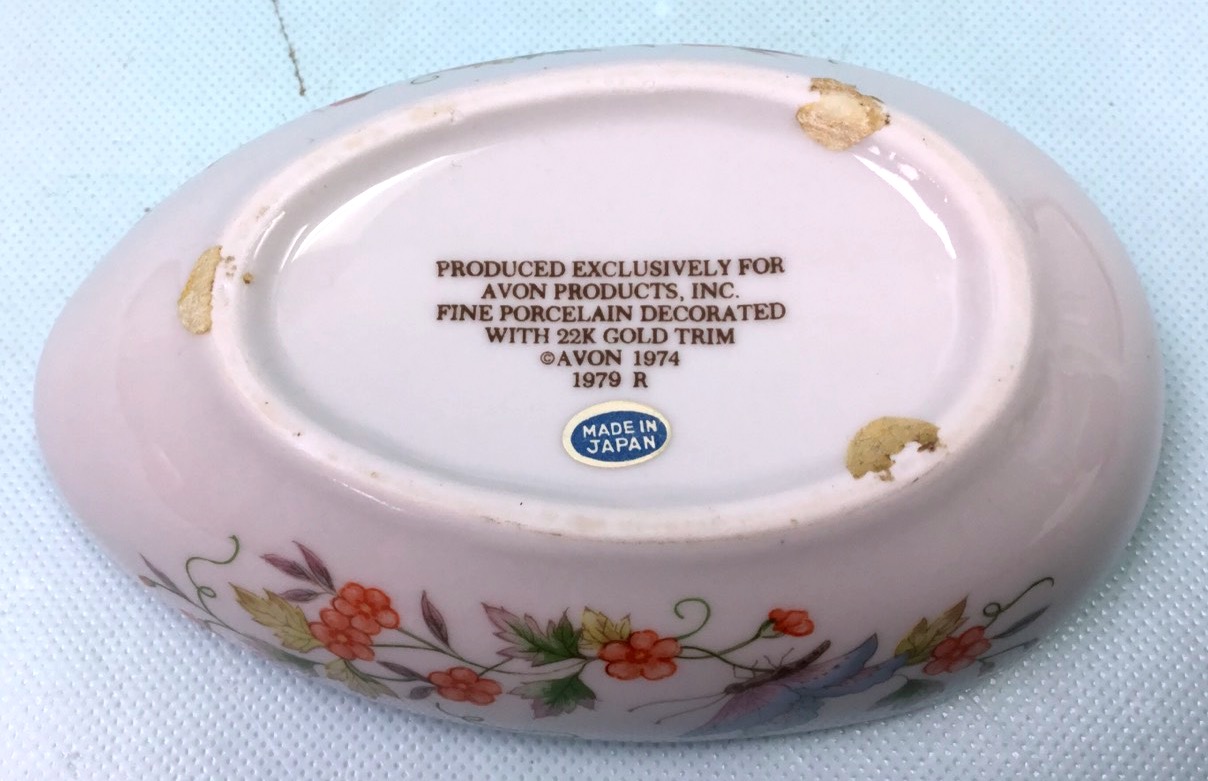 PRODUCED EXCLUSIVELY FOR
AVON PRODUCTS, INC.
FINE PORCELAIN DECORATED
WITH 22K GOLD TRIM
©AVON 1974
1979 R
MADE IN
JAPAN